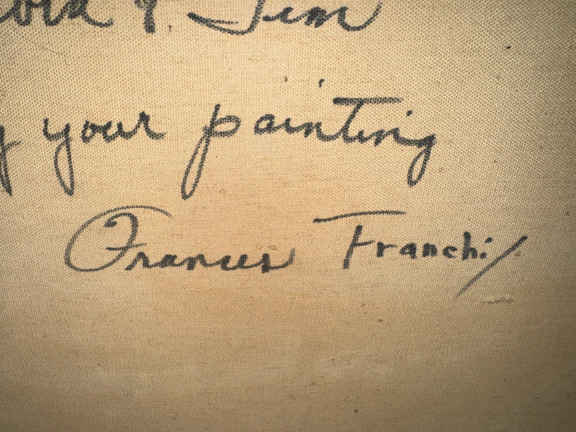 & Jim
your painting
Frances Franchi